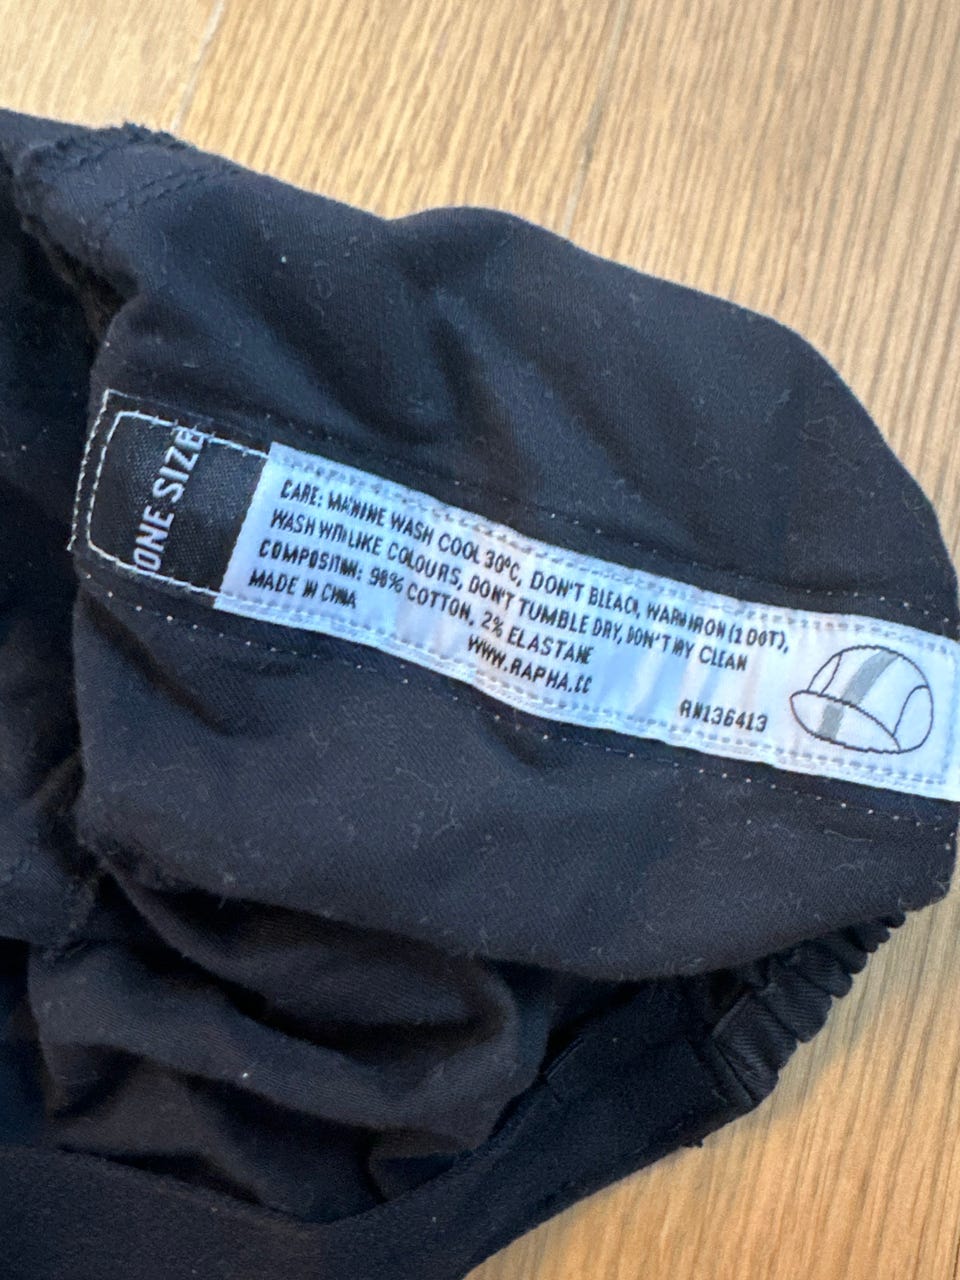 ONE SIZE
CARE: MACHINE WASH COOL 30°C, DON'T BLEACH, WARM IRON (1 DOT),
WASH WITH LIKE COLOURS, DON'T TUMBLE DRY, DON'T DRY CLEAN
COMPOSITION: 98% COTTON, 2% ELASTANE
MADE IN CHINA
WWW.RAPHA.CC
RN136413